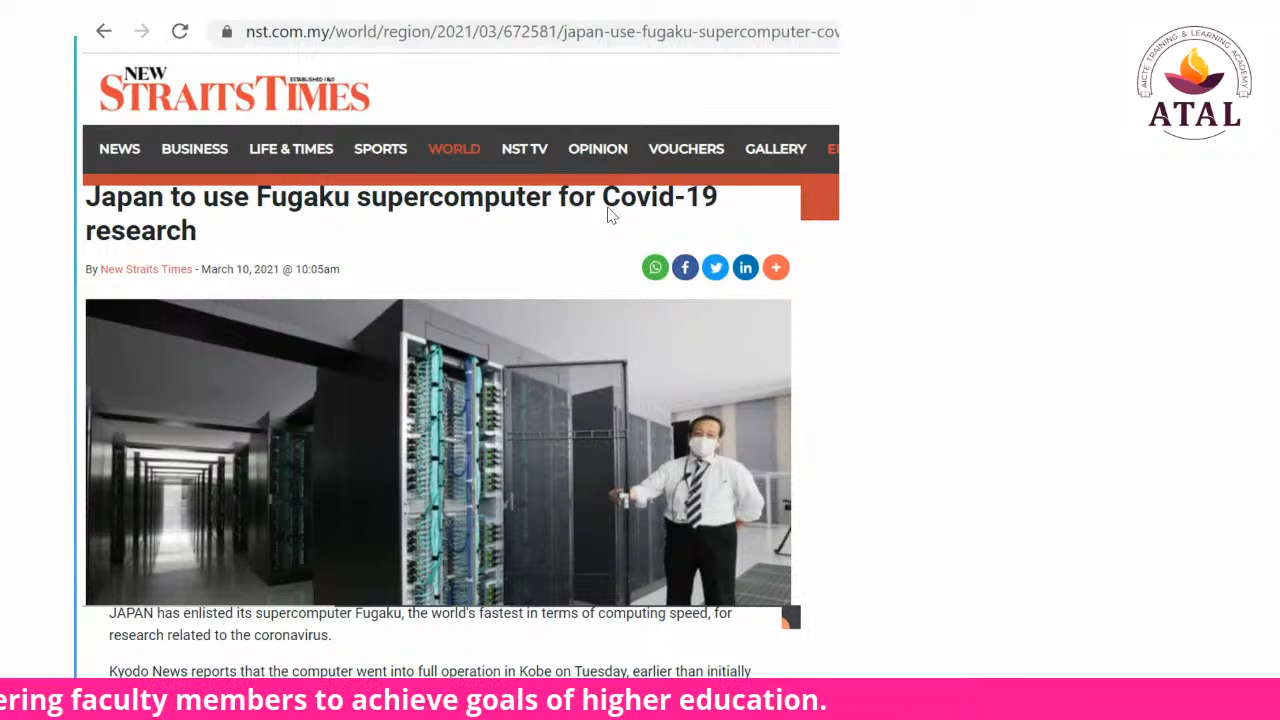 nst.com.my/world/region/2021/03/672581/japan-use-fugaku-supercomputer-cov
AICTE TRAINING & LEARNING ACADEMY
ATAL
NEW
ESTABLISHED 1845
STRAITS TIMES
NEWS BUSINESS LIFE & TIMES SPORTS WORLD NST TV OPINION VOUCHERS GALLERY
Japan to use Fugaku supercomputer for Covid-19
research
By New Straits Times - March 10, 2021 @ 10:05am
JAPAN has enlisted its supercomputer Fugaku, the world's fastest in terms of computing speed, for
research related to the coronavirus.
Kyodo News reports that the computer went into full operation in Kobe on Tuesday, earlier than initially
ering faculty members to achieve goals of higher education.